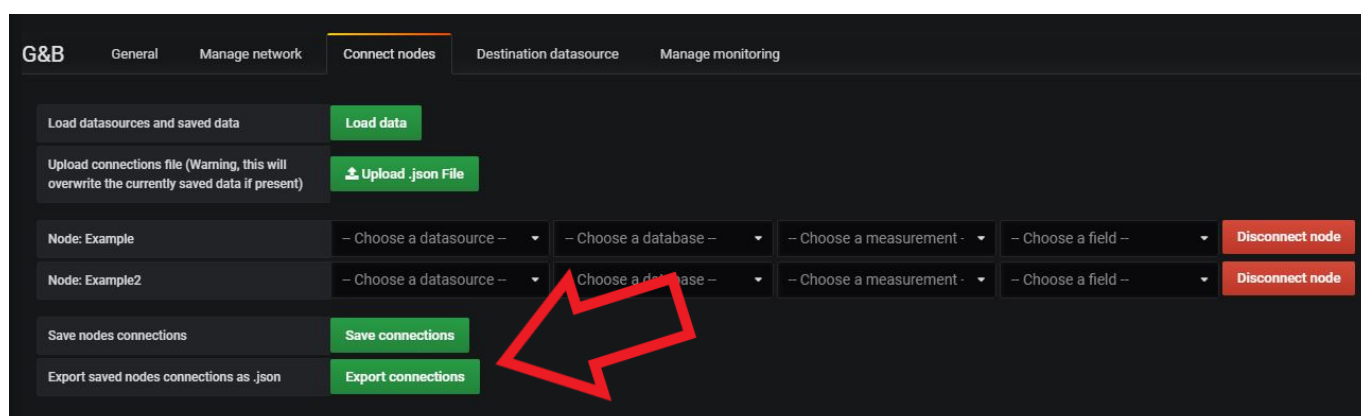 G&B General Manage network Connect nodes Destination datasource Manage monitoring
Load datasources and saved data Load data
Upload connections file (Warning, this will
overwrite the currently saved data if present) Upload .json File
Node: Example -- Choose a datasource -- -- Choose a database -- -- Choose a measurement - -- Choose a field -- Disconnect node
Node: Example2 -- Choose a datasource -- Choose a database -- -- Choose a measurement - -- Choose a field -- Disconnect node
Save nodes connections Save connections
Export saved nodes connections as .json Export connections